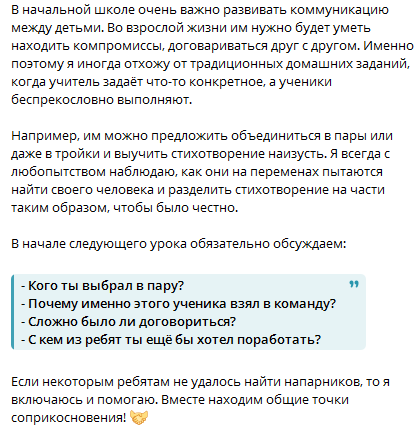 В начальной школе очень важно развивать коммуникацию
между детьми. Во взрослой жизни им нужно будет уметь
находить компромиссы, договариваться друг с другом. Именно
поэтому я иногда отхожу от традиционных домашних заданий,
когда учитель задаёт что-то конкретное, а ученики
беспрекословно выполняют.
Например, им можно предложить объединиться в пары или
даже в тройки и выучить стихотворение наизусть. Я всегда с
любопытством наблюдаю, как они на переменах пытаются
найти своего человека и разделить стихотворение на части
таким образом, чтобы было честно.
В начале следующего урока обязательно обсуждаем:
- Кого ты выбрал в пару?
- Почему именно этого ученика взял в команду?
- Сложно было ли договориться?
- С кем из ребят ты ещё бы хотел поработать?
Если некоторым ребятам не удалось найти напарников, то я
включаюсь и помогаю. Вместе находим общие точки
соприкосновения! 🤝